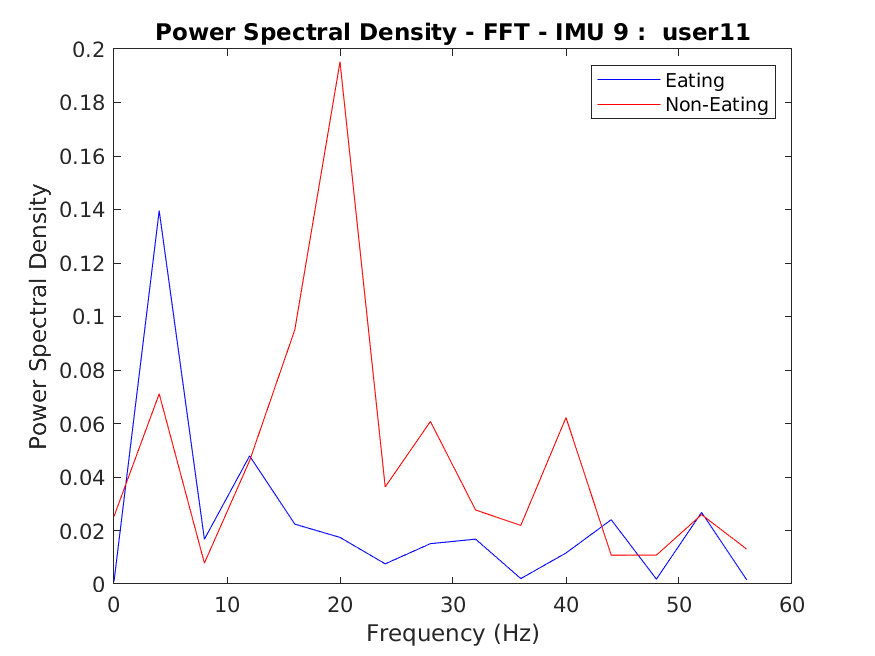 Power Spectral Density - FFT - IMU 9 :  user11
Eating
Non-Eating
Power Spectral Density
0.2
0.18
0.16
0.14
0.12
0.1
0.08
0.06
0.04
0.02
0
0 10 20 30 40 50 60
Frequency (Hz)